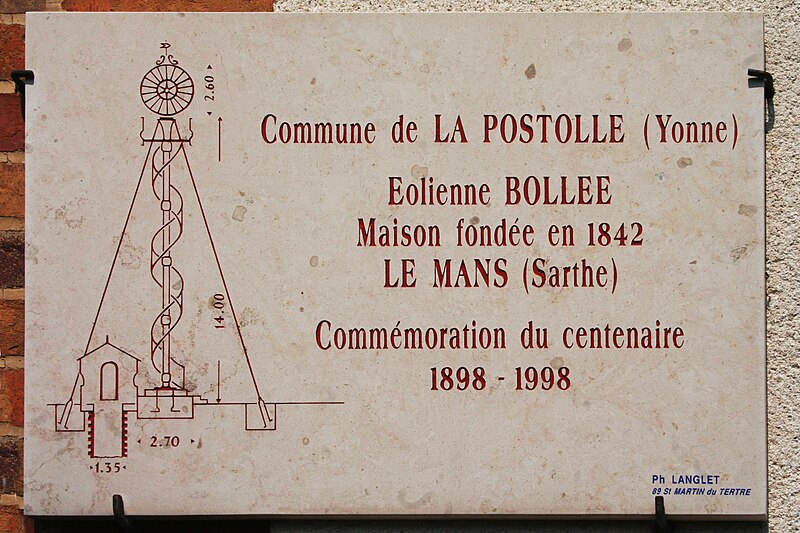 Commune de LA POSTOLLE (Yonne)
Eolienne BOLLEE
Maison fondée en 1842
LE MANS (Sarthe)
Commémoration du centenaire
1898 - 1998
2.60
14.00
2.70
1.35
Ph LANGLET
89 St MARTIN du TERTRE